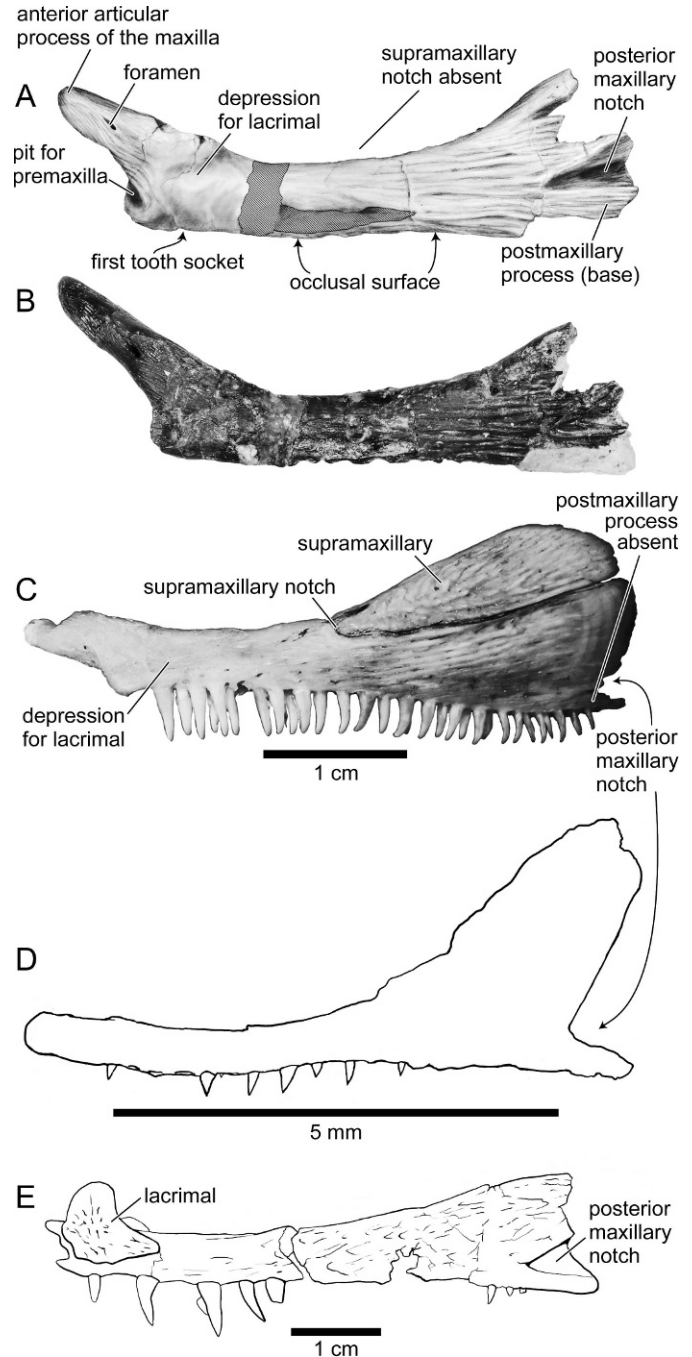 anterior articular
process of the maxilla
foramen
supramaxillary
notch absent
posterior
maxillary
notch
A
depression
for lacrimal
pit for
premaxilla
first tooth socket
occlusal surface
postmaxillary
process (base)
B
postmaxillary
process
absent
C
supramaxillary
supramaxillary notch
depression
for lacrimal
1 cm
posterior
maxillary
notch
D
5 mm
E
lacrimal
posterior
maxillary
notch
1 cm